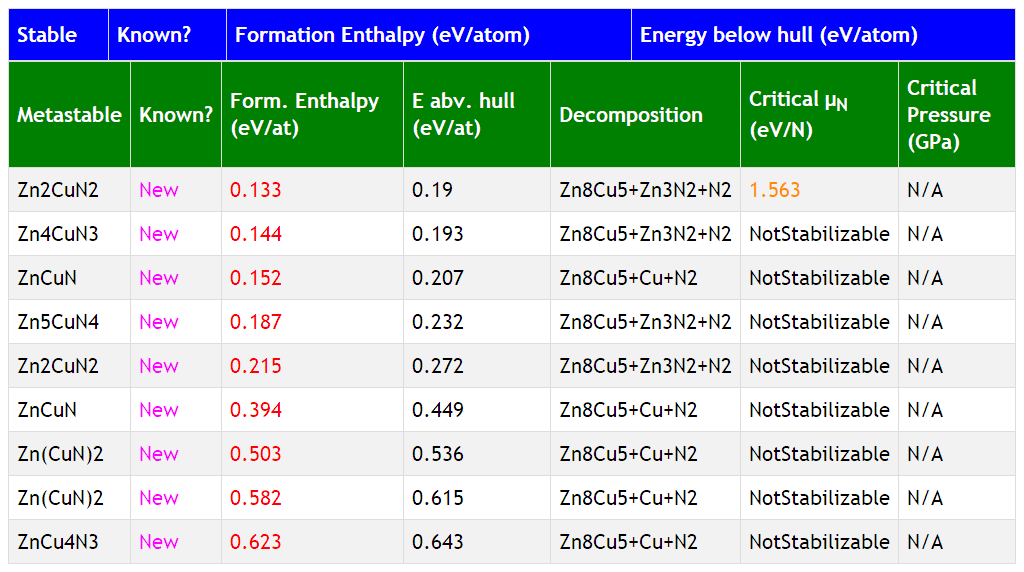 Stable Known? Formation Enthalpy (eV/atom) Energy below hull (eV/atom)
Metastable Known? Form. Enthalpy (eV/at) E abv. hull (eV/at) Decomposition Critical μN (eV/N) Critical Pressure (GPa)
Zn2CuN2 New 0.133 0.19 Zn8Cu5+Zn3N2+N2 1.563 N/A
Zn4CuN3 New 0.144 0.193 Zn8Cu5+Zn3N2+N2 NotStabilizable N/A
ZnCuN New 0.152 0.207 Zn8Cu5+Cu+N2 NotStabilizable N/A
Zn5CuN4 New 0.187 0.232 Zn8Cu5+Zn3N2+N2 NotStabilizable N/A
Zn2CuN2 New 0.215 0.272 Zn8Cu5+Zn3N2+N2 NotStabilizable N/A
ZnCuN New 0.394 0.449 Zn8Cu5+Cu+N2 NotStabilizable N/A
Zn(CuN)2 New 0.503 0.536 Zn8Cu5+Cu+N2 NotStabilizable N/A
Zn(CuN)2 New 0.582 0.615 Zn8Cu5+Cu+N2 NotStabilizable N/A
ZnCu4N3 New 0.623 0.643 Zn8Cu5+Cu+N2 NotStabilizable N/A